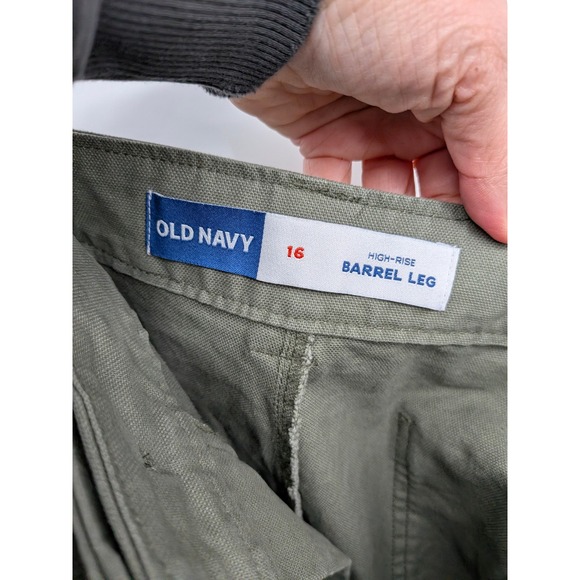 OLD NAVY
16
HIGH-RISE
BARREL LEG